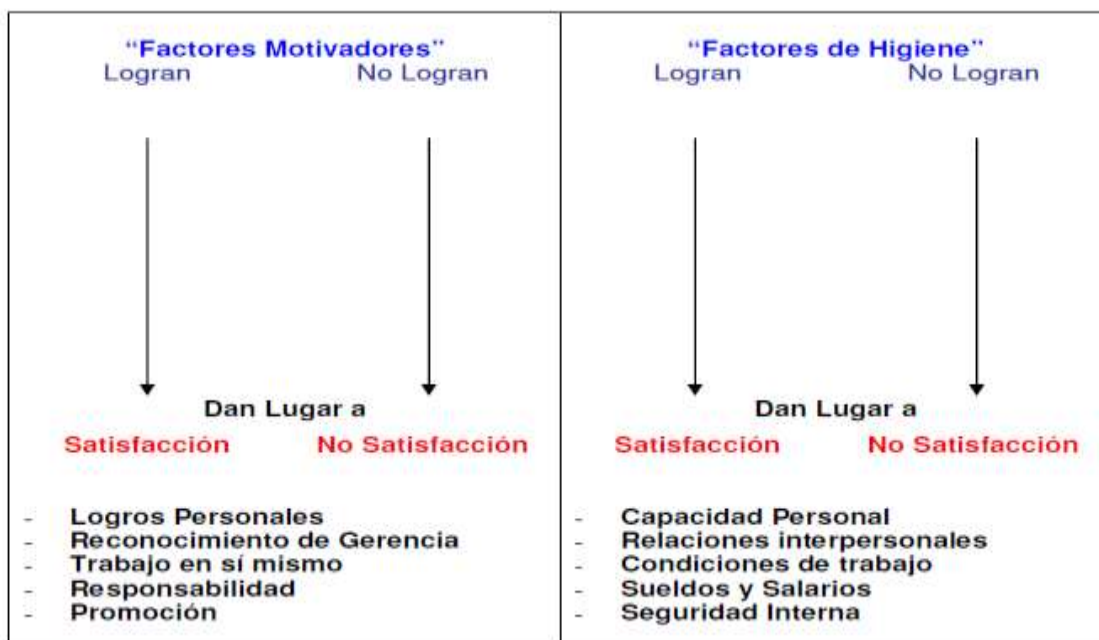 “Factores Motivadores”
Logran No Logran
Dan Lugar a
Satisfacción No Satisfacción
- Logros Personales
- Reconocimiento de Gerencia
- Trabajo en sí mismo
- Responsabilidad
- Promoción
“Factores de Higiene”
Logran No Logran
Dan Lugar a
Satisfacción No Satisfacción
- Capacidad Personal
- Relaciones interpersonales
- Condiciones de trabajo
- Sueldos y Salarios
- Seguridad Interna